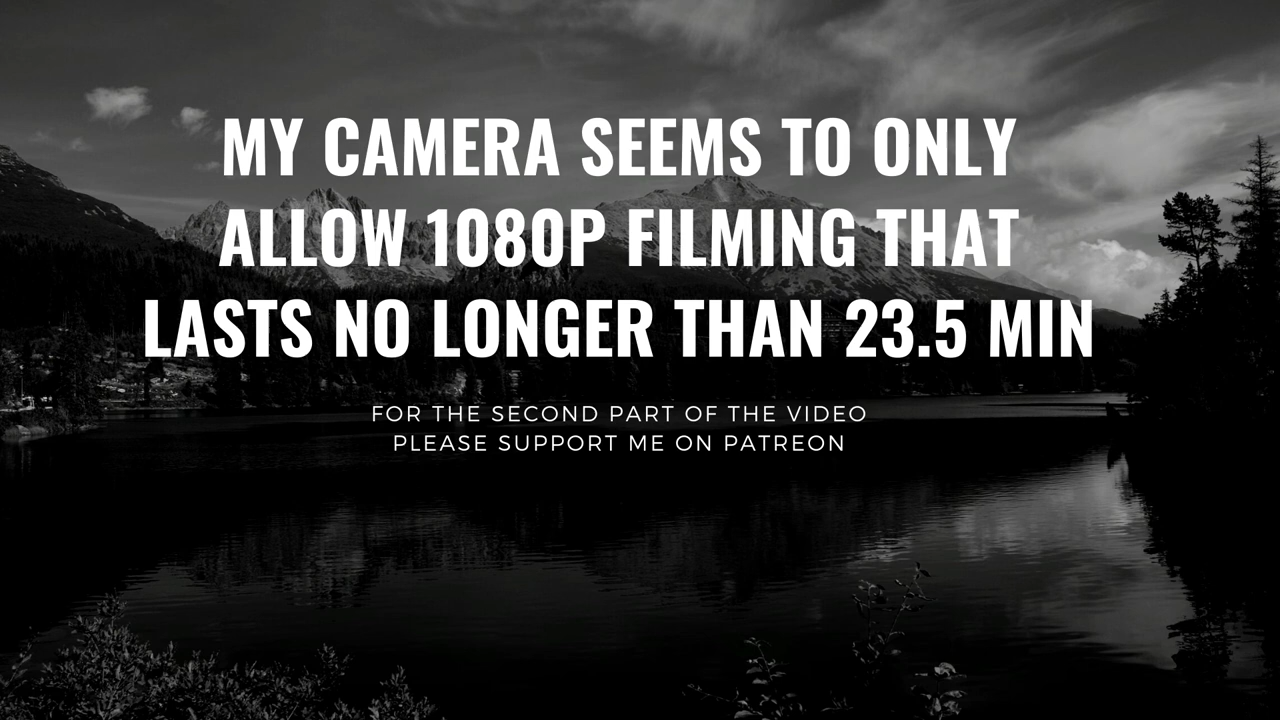 MY CAMERA SEEMS TO ONLY
ALLOW 1080P FILMING THAT
LASTS NO LONGER THAN 23.5 MIN
FOR THE SECOND PART OF THE VIDEO
PLEASE SUPPORT ME ON PATREON